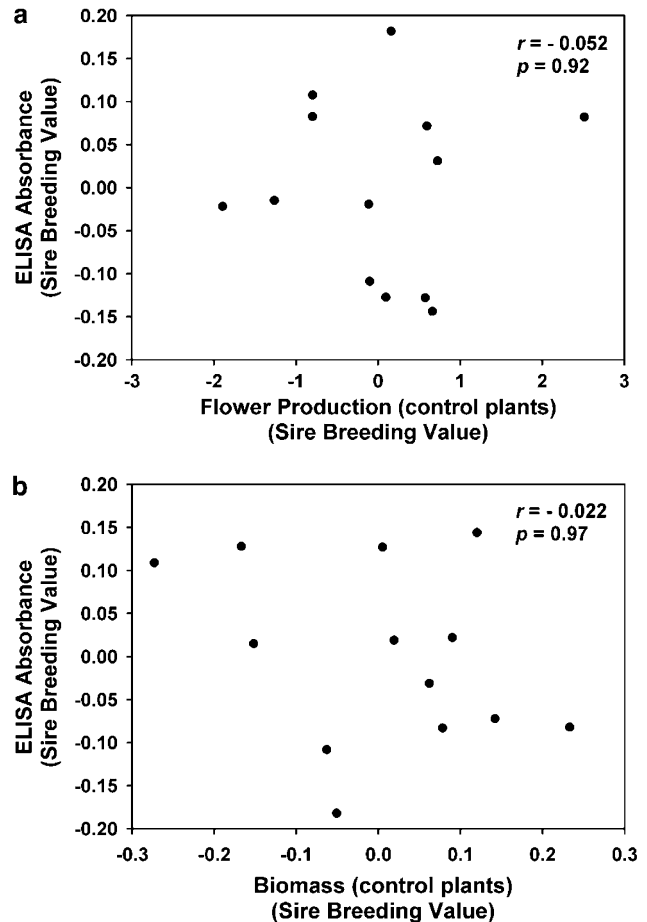 a
r = - 0.052
p = 0.92
ELISA Absorbance
(Sire Breeding Value)
0.20
0.15
0.10
0.05
0.00
-0.05
-0.10
-0.15
-0.20
-3 -2 -1 0 1 2 3
Flower Production (control plants)
(Sire Breeding Value)
b
r = - 0.022
p = 0.97
ELISA Absorbance
(Sire Breeding Value)
0.20
0.15
0.10
0.05
0.00
-0.05
-0.10
-0.15
-0.20
-0.3 -0.2 -0.1 0.0 0.1 0.2 0.3
Biomass (control plants)
(Sire Breeding Value)